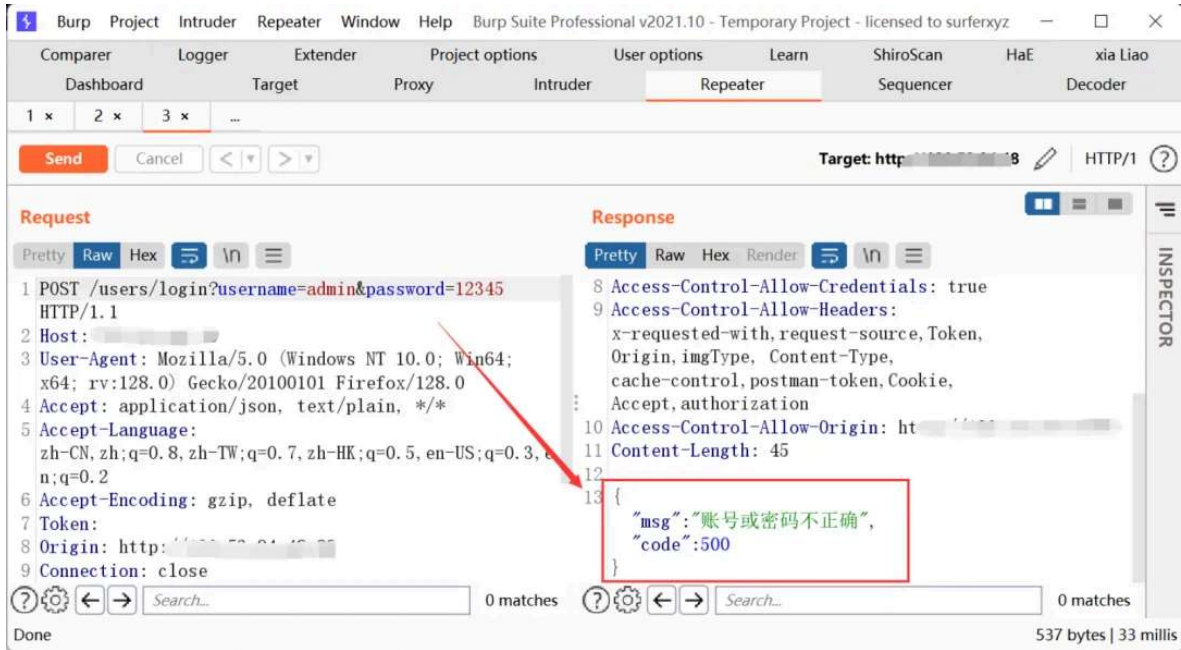 Burp Project Intruder Repeater Window Help Burp Suite Professional v2021.10 - Temporary Project - licensed to surferxyz
Comparer Logger Extender Project options User options Learn ShiroScan HaE xia Liao
Dashboard Target Proxy Intruder Repeater Sequencer Decoder
1 × 2 × 3 × ...
Send Cancel < > Target: http 8 HTTP/1 ?
Request
Pretty Raw Hex \n
1 POST /users/login?username=admin&password=12345
HTTP/1.1
2 Host:
3 User-Agent: Mozilla/5.0 (Windows NT 10.0; Win64;
x64; rv:128.0) Gecko/20100101 Firefox/128.0
4 Accept: application/json, text/plain, */*
5 Accept-Language:
zh-CN,zh;q=0.8,zh-TW;q=0.7,zh-HK;q=0.5,en-US;q=0.3,e
n;q=0.2
6 Accept-Encoding: gzip, deflate
7 Token:
8 Origin: http:
9 Connection: close
Search... 0 matches
Response
Pretty Raw Hex Render \n
8 Access-Control-Allow-Credentials: true
9 Access-Control-Allow-Headers:
x-requested-with,request-source,Token,
Origin,imgType, Content-Type,
cache-control,postman-token,Cookie,
Accept,authorization
10 Access-Control-Allow-Origin: ht
11 Content-Length: 45
12
13 {
"msg":"账号或密码不正确",
"code":500
}
Search... 0 matches
INSPECTOR
Done 537 bytes | 33 millis